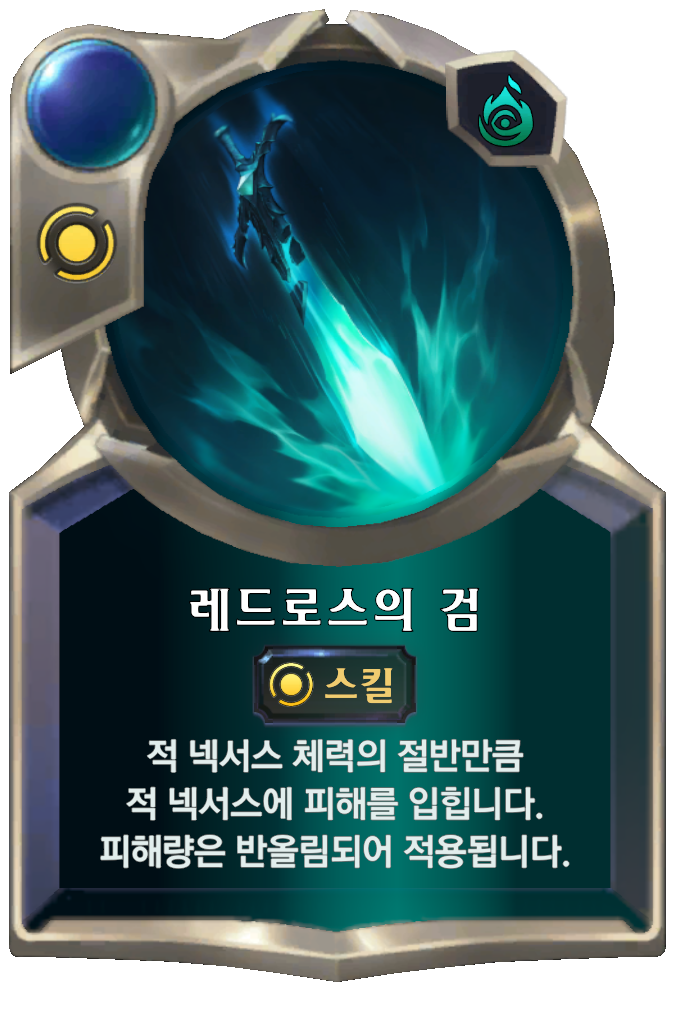 레드로스의 검
스킬
적 넥서스 체력의 절반만큼
적 넥서스에 피해를 입힙니다.
피해량은 반올림되어 적용됩니다.